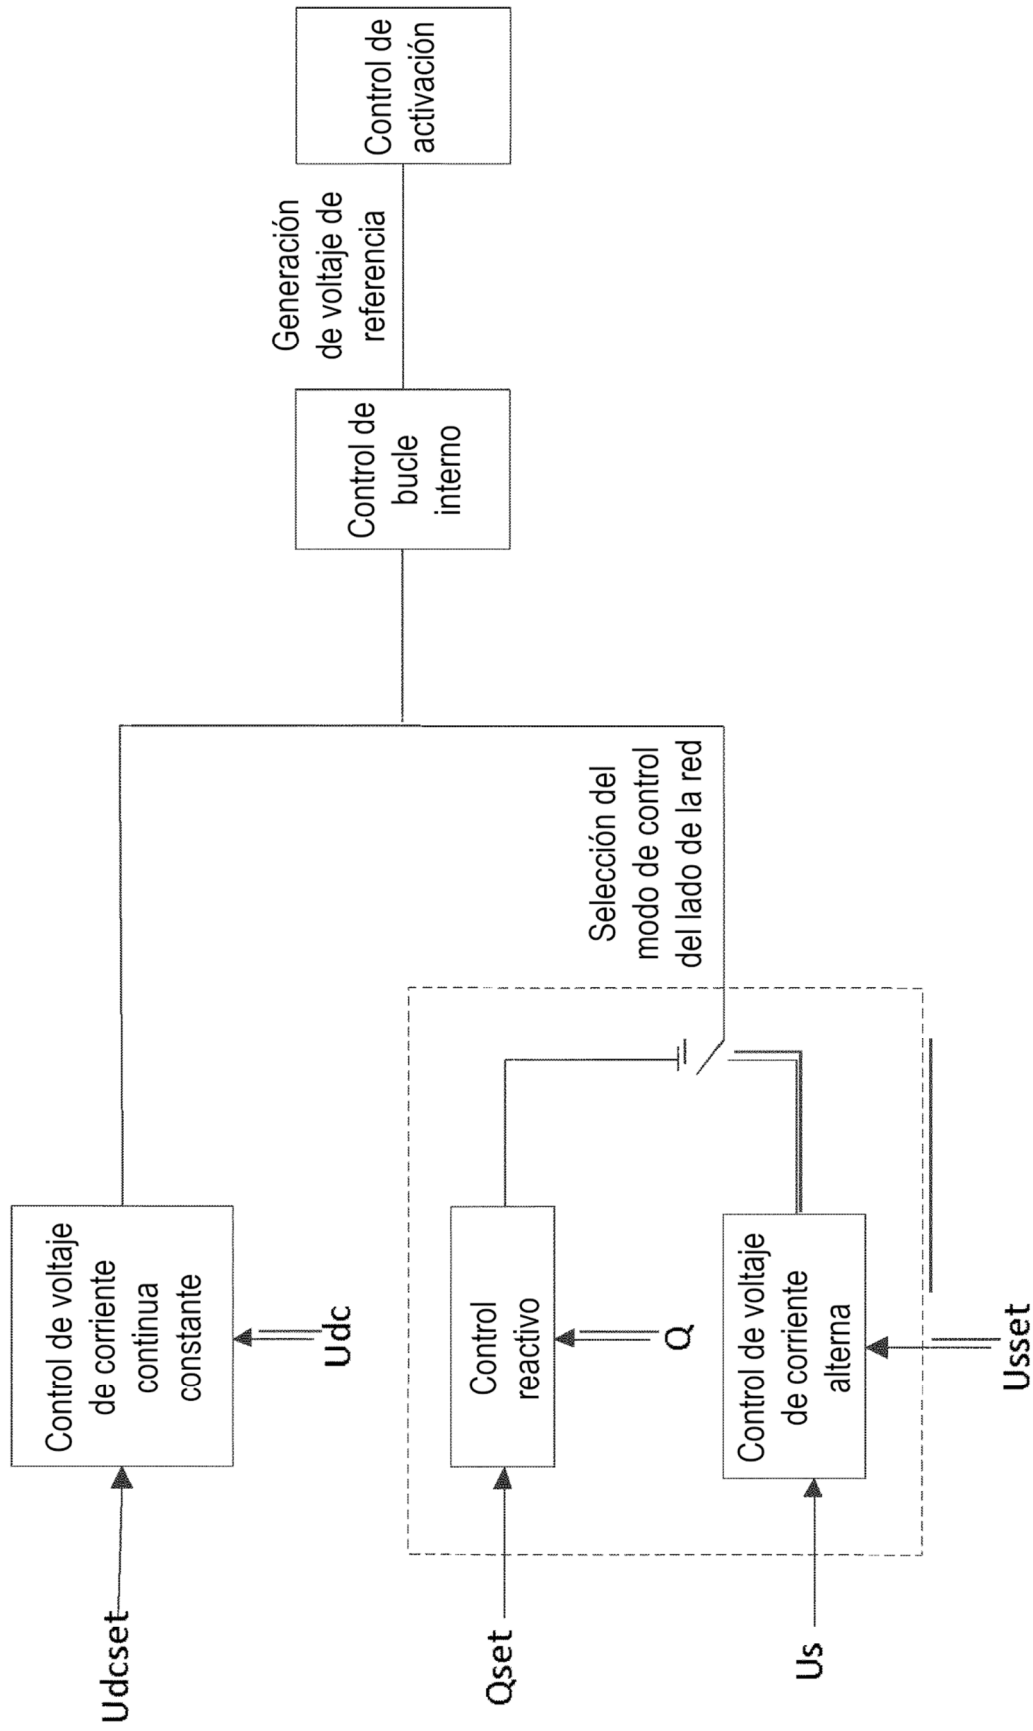 Udcset
Control de voltaje
de corriente
continua
constante
Udc
Qset
Control
reactivo
Q
Us
Control de voltaje
de corriente
alterna
Usset
Selección del
modo de control
del lado de la red
Control de
bucle
interno
Generación
de voltaje de
referencia
Control de
activación